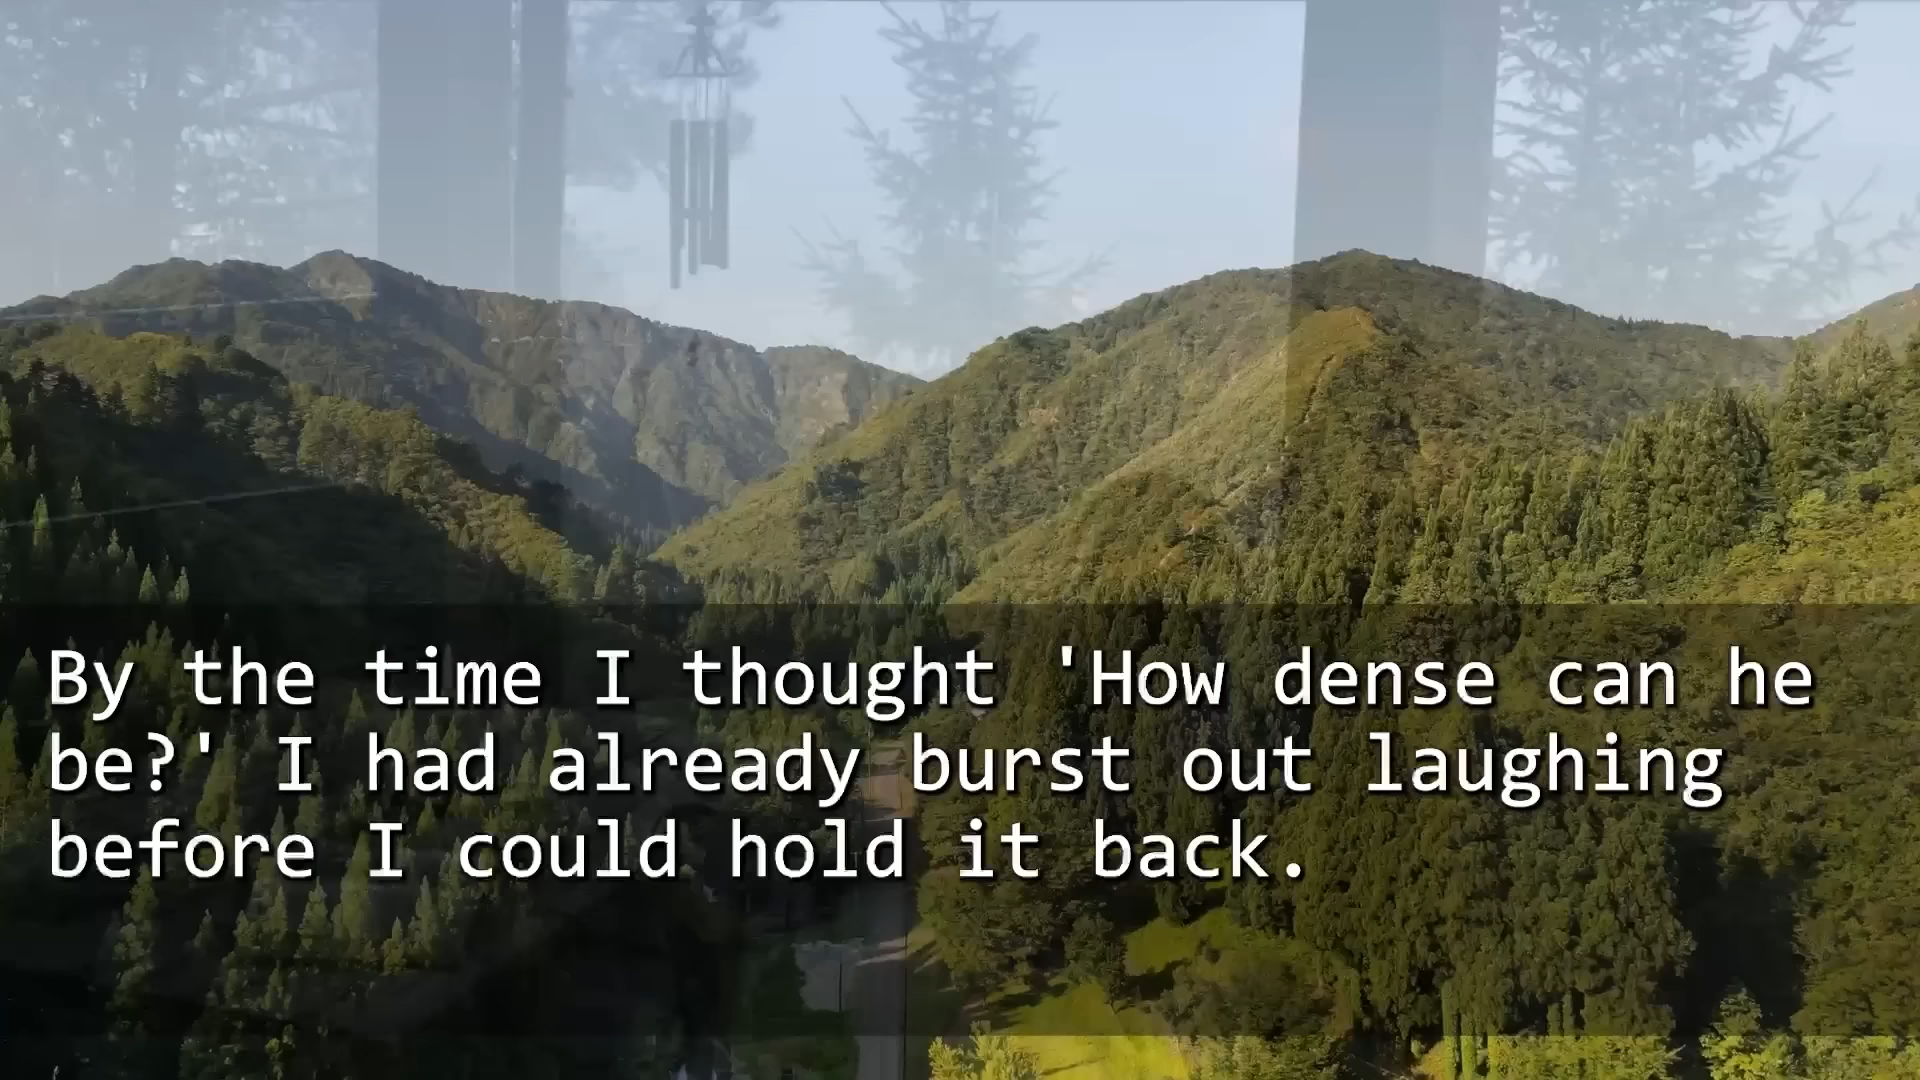 By the time I thought 'How dense can he
be?' I had already burst out laughing
before I could hold it back.